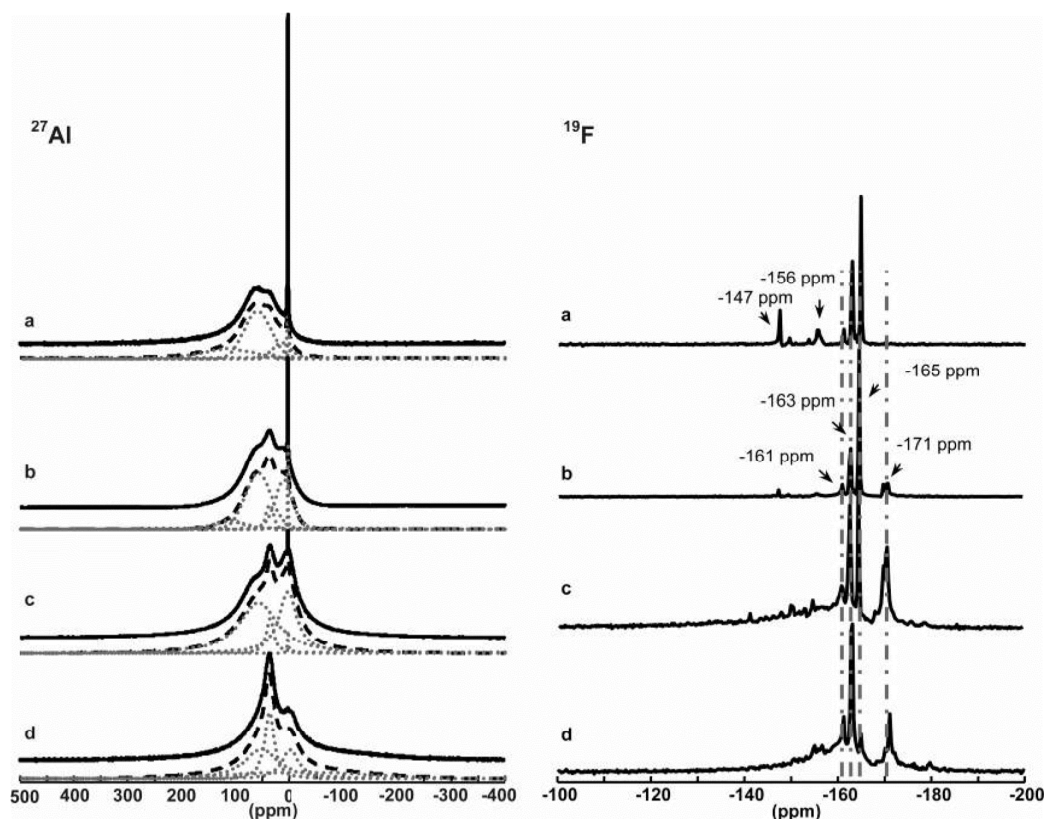 ²⁷Al
a
b
c
d
500 400 300 200 100 0 -100 -200 -300 -400
(ppm)
¹⁹F
-156 ppm
-147 ppm
a
-165 ppm
-163 ppm
-161 ppm
-171 ppm
b
c
d
-100 -120 -140 -160 -180 -200
(ppm)